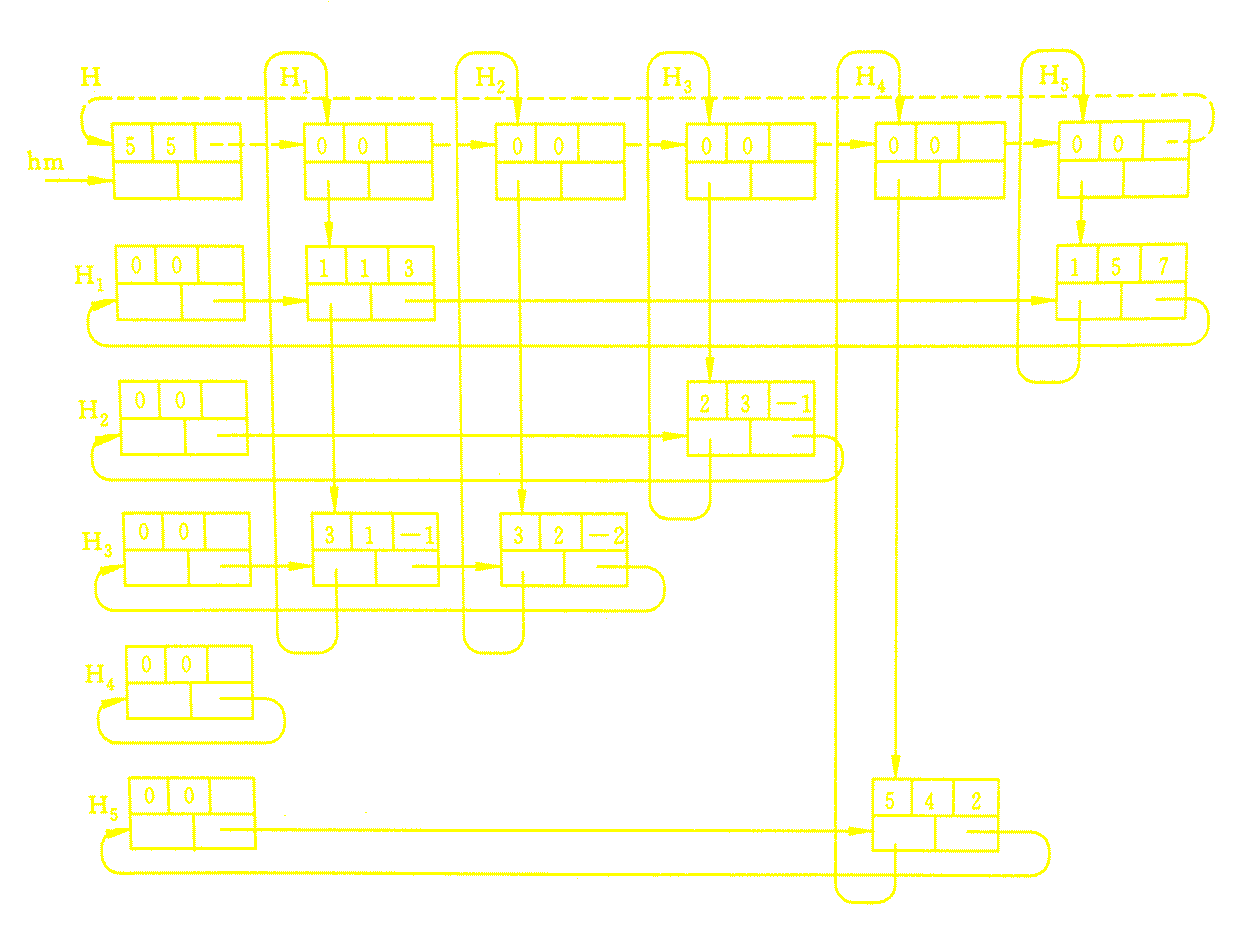 H H₁ H₂ H₃ H₄ H₅
5 5 0 0 0 0 0 0 0 0 0 0
hm
H₁ 0 0 1 1 3 1 5 7
H₂ 0 0 2 3 −1
H₃ 0 0 3 1 −1 3 2 −2
H₄ 0 0
H₅ 0 0 5 4 2